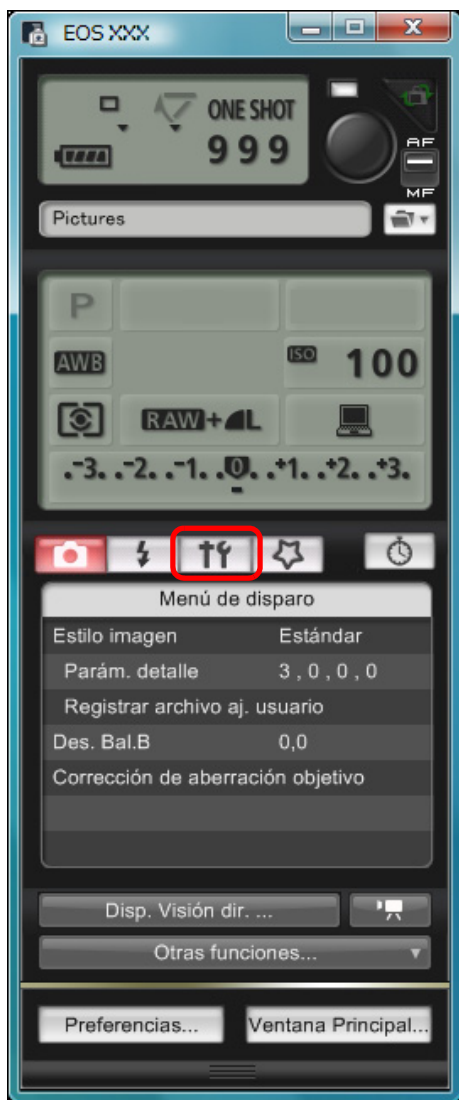 EOS XXX
ONE SHOT
999
AF
MF
Pictures
P
AWB
ISO 100
RAW+L
.-3. .-2. .-1. .0. .+1. .+2. .+3.
Menú de disparo
Estilo imagen Estándar
Parám. detalle 3 , 0 , 0 , 0
Registrar archivo aj. usuario
Des. Bal.B 0,0
Corrección de aberración objetivo
Disp. Visión dir. ...
Otras funciones...
Preferencias... Ventana Principal...